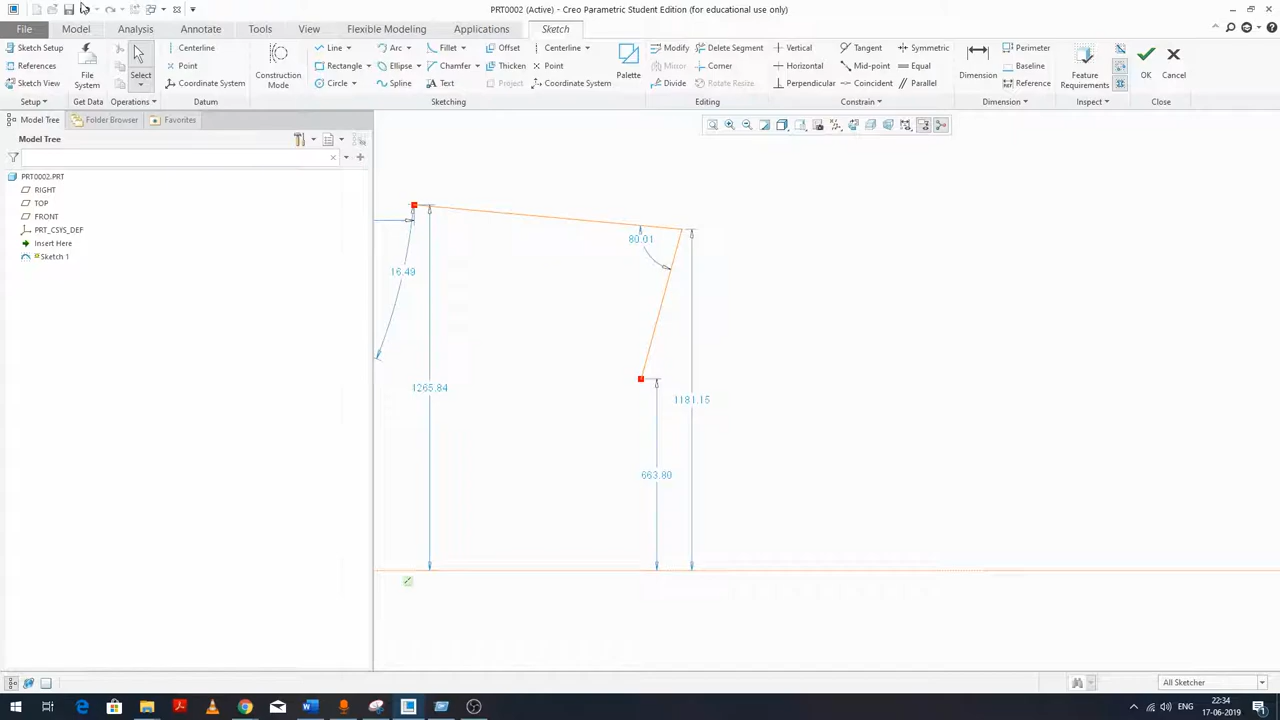 PRT0002 (Active) - Creo Parametric Student Edition (for educational use only)
File Model Analysis Annotate Tools View Flexible Modeling Applications Sketch
Sketch Setup
References
Sketch View
Setup
File System
Get Data
Select
Operations
Centerline
Point
Coordinate System
Datum
Construction Mode
Line Arc Fillet Offset Centerline
Rectangle Ellipse Chamfer Thicken Point
Circle Spline Text Project Coordinate System
Palette
Sketching
Modify Delete Segment
Mirror Corner
Divide Rotate Resize
Editing
Vertical Tangent Symmetric
Horizontal Mid-point Equal
Perpendicular Coincident Parallel
Constrain
Dimension
Perimeter
Baseline
Reference
Dimension
Feature Requirements
Inspect
OK
Cancel
Close
Model Tree Folder Browser Favorites
Model Tree
PRT0002.PRT
RIGHT
TOP
FRONT
PRT_CSYS_DEF
Insert Here
Sketch 1
80.01
16.49
1265.84
1181.15
663.80
All Sketcher
ENG
22:34
17-06-2019